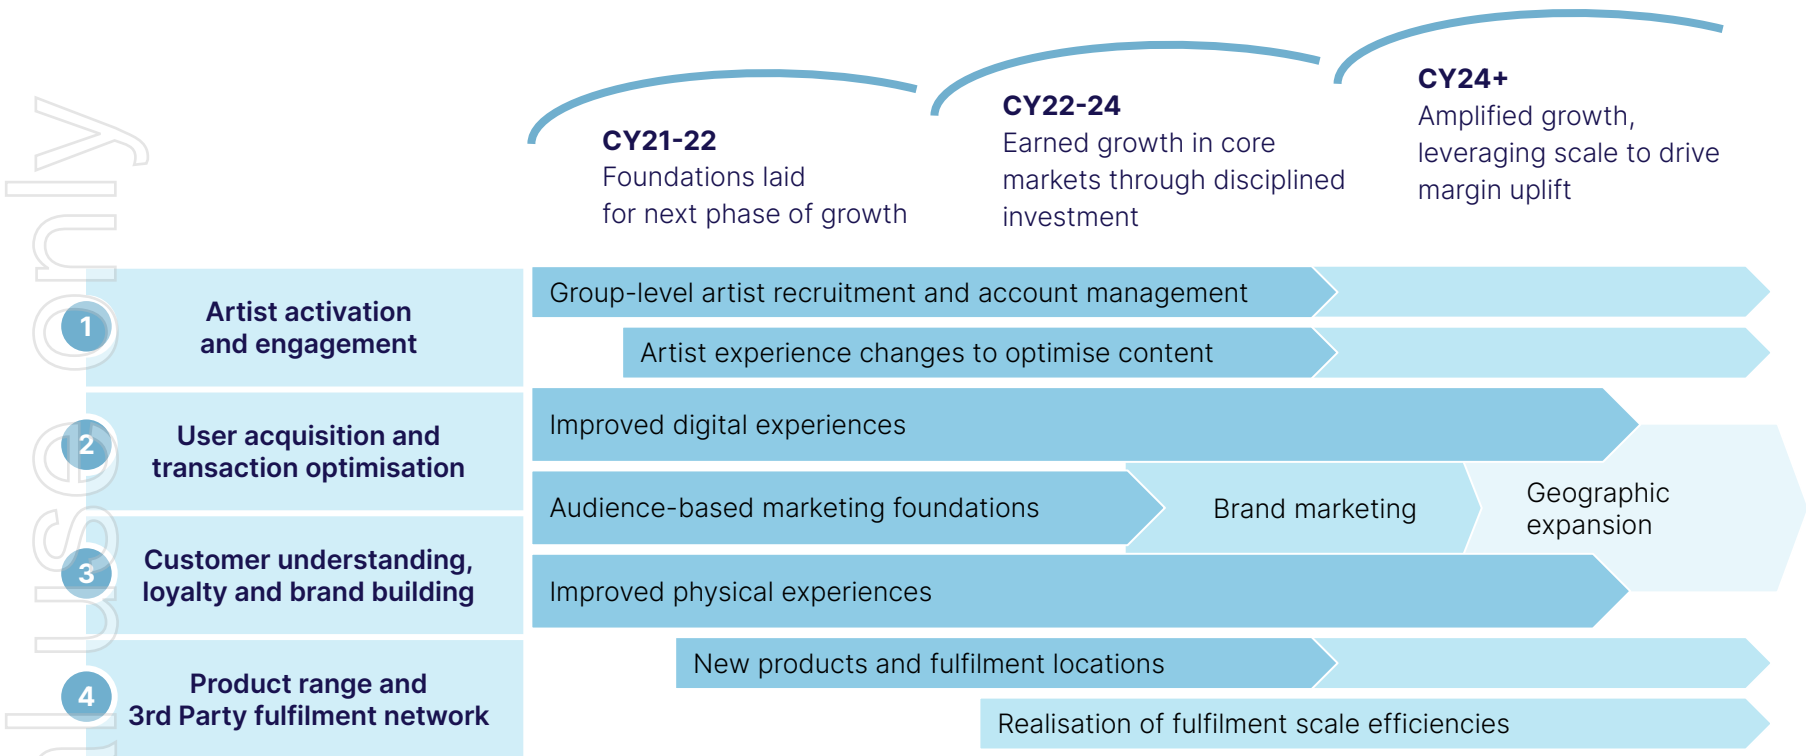 CY21-22
Foundations laid
for next phase of growth
CY22-24
Earned growth in core
markets through disciplined
investment
CY24+
Amplified growth,
leveraging scale to drive
margin uplift
1
Artist activation
and engagement
Group-level artist recruitment and account management
Artist experience changes to optimise content
2
User acquisition and
transaction optimisation
Improved digital experiences
Audience-based marketing foundations
Brand marketing
Geographic
expansion
3
Customer understanding,
loyalty and brand building
Improved physical experiences
4
Product range and
3rd Party fulfilment network
New products and fulfilment locations
Realisation of fulfilment scale efficiencies
use only